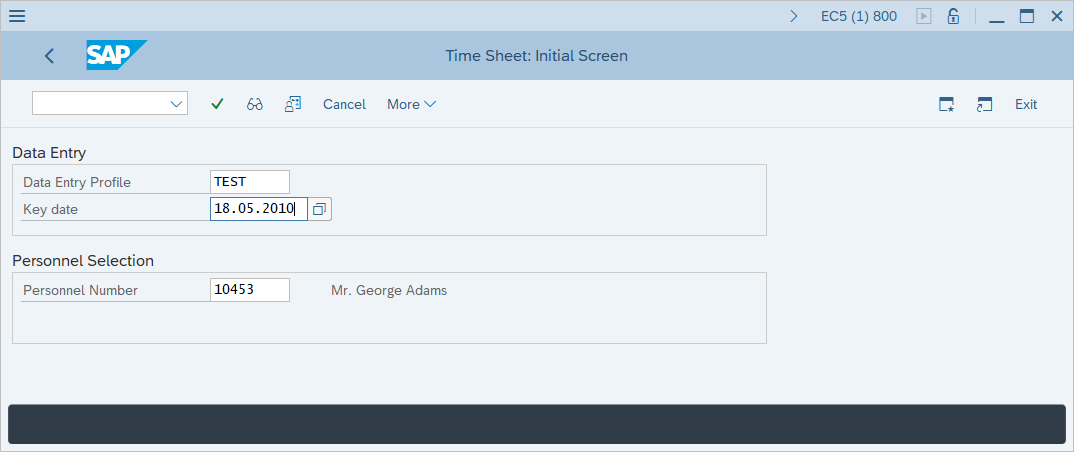 EC5 (1) 800
SAP
Time Sheet: Initial Screen
Cancel More Exit
Data Entry
Data Entry Profile TEST
Key date 18.05.2010
Personnel Selection
Personnel Number 10453 Mr. George Adams